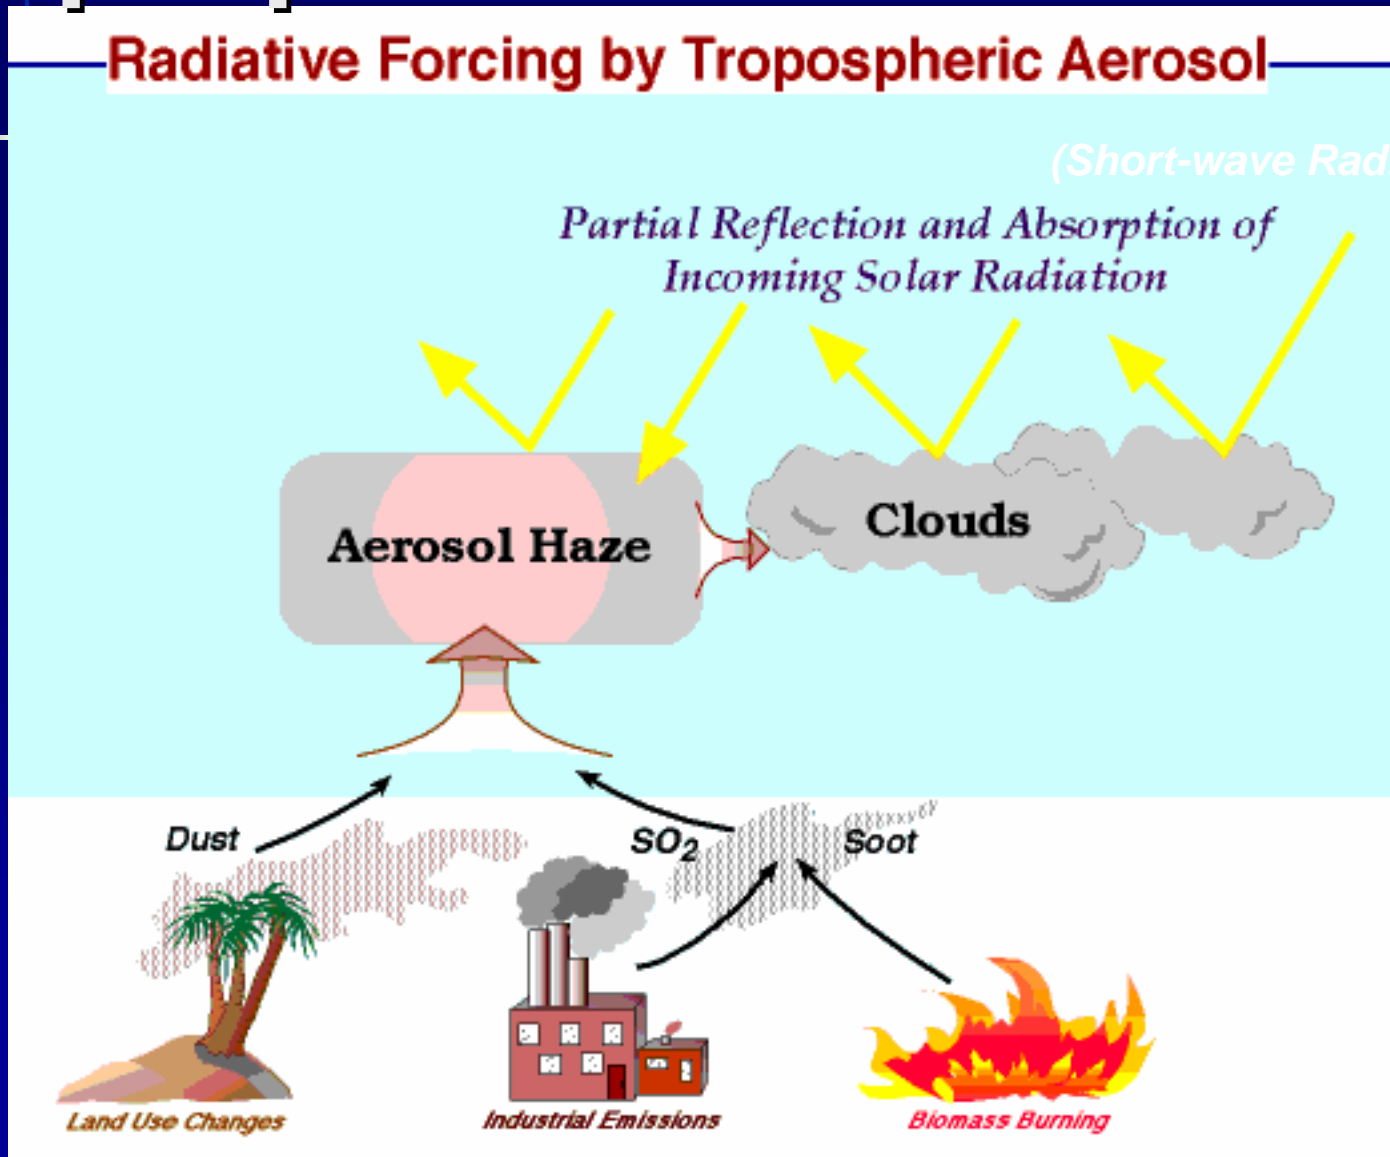 Radiative Forcing by Tropospheric Aerosol
(Short-wave Rad
Partial Reflection and Absorption of
Incoming Solar Radiation
Aerosol Haze
Clouds
Dust
SO₂
Soot
Land Use Changes
Industrial Emissions
Biomass Burning